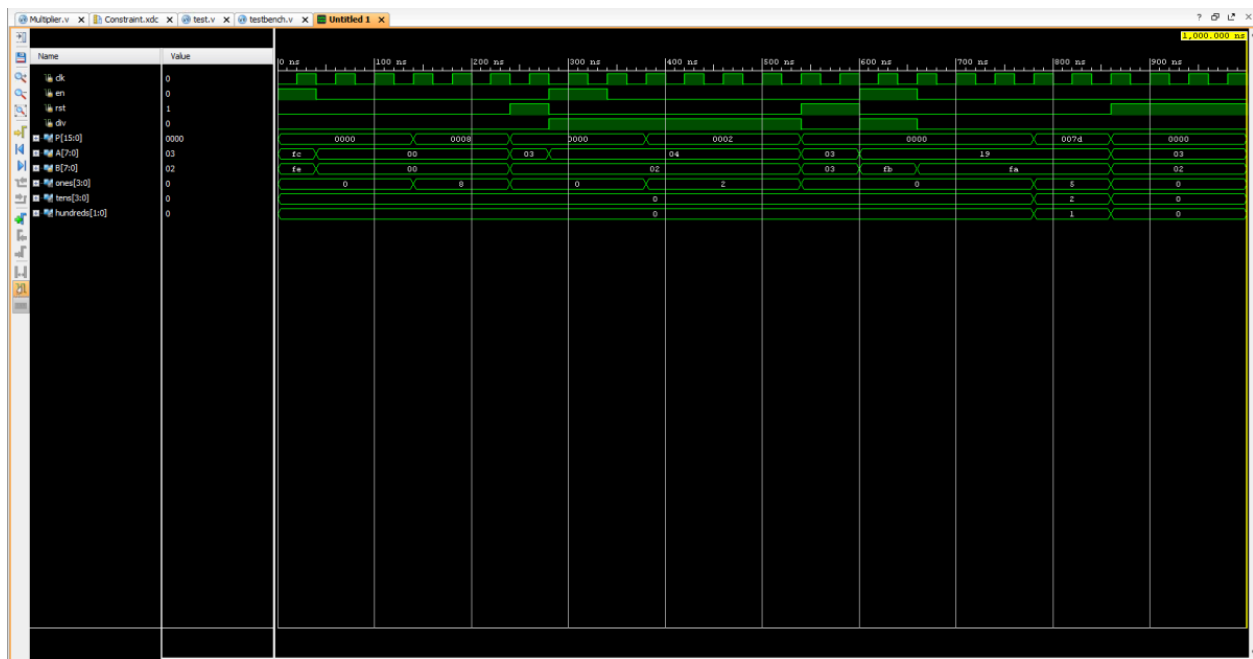 Multiplier.v x Constraint.xdc x test.v x testbench.v x Untitled 1 x
1,000.000 ns
Name Value 0 ns 100 ns 200 ns 300 ns 400 ns 500 ns 600 ns 700 ns 800 ns 900 ns
clk 0
en 0
rst 1
div 0
P[15:0] 0000 0000 0008 0000 0002 0000 007d 0000
A[7:0] 03 fc 00 03 04 03 19 03
B[7:0] 02 fe 00 02 03 fb fa 02
ones[3:0] 0 0 8 0 2 0 5 0
tens[3:0] 0 0 2 0
hundreds[1:0] 0 0 1 0